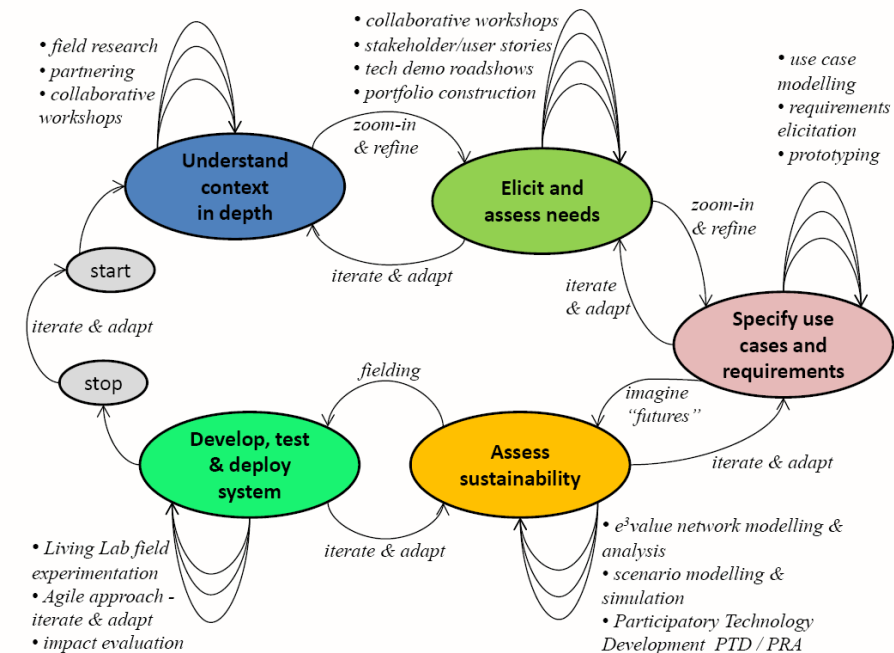 • field research
• partnering
• collaborative
workshops
• collaborative workshops
• stakeholder/user stories
• tech demo roadshows
• portfolio construction
• use case
modelling
• requirements
elicitation
• prototyping
zoom-in
& refine
Understand
context
in depth
Elicit and
assess needs
zoom-in
& refine
start
iterate & adapt
iterate
& adapt
iterate & adapt
Specify use
cases and
requirements
stop
fielding
imagine
“futures”
Develop, test
& deploy
system
Assess
sustainability
iterate & adapt
iterate & adapt
• Living Lab field
experimentation
• Agile approach -
iterate & adapt
• impact evaluation
• e³value network modelling &
analysis
• scenario modelling &
simulation
• Participatory Technology
Development PTD / PRA